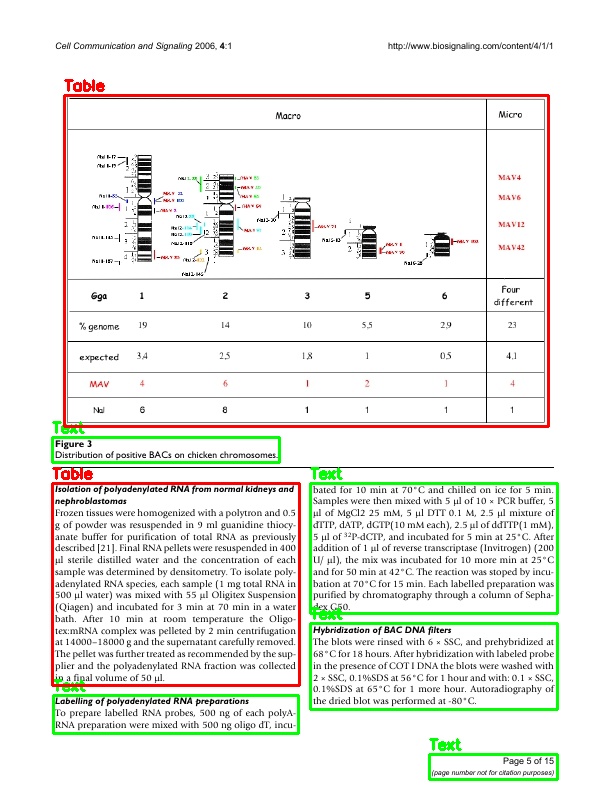 Cell Communication and Signaling 2006, 4:1
http://www.biosignaling.com/content/4/1/1
Table
Macro
Micro
MAV4
MAV6
MAV12
MAV42
Gga 1 2 3 5 6 Four different
% genome 19 14 10 5,5 2,9 23
expected 3,4 2,5 1,8 1 0,5 4,1
MAV 4 6 1 2 1 4
Nal 6 8 1 1 1 1
Text
Figure 3
Distribution of positive BACs on chicken chromosomes.
Table
Isolation of polyadenylated RNA from normal kidneys and
nephroblastomas
Frozen tissues were homogenized with a polytron and 0.5
g of powder was resuspended in 9 ml guanidine thiocy-
anate buffer for purification of total RNA as previously
described [21]. Final RNA pellets were resuspended in 400
μl sterile distilled water and the concentration of each
sample was determined by densitometry. To isolate poly-
adenylated RNA species, each sample (1 mg total RNA in
500 μl water) was mixed with 55 μl Oligitex Suspension
(Qiagen) and incubated for 3 min at 70 min in a water
bath. After 10 min at room temperature the Oligo-
tex:mRNA complex was pelleted by 2 min centrifugation
at 14000–18000 g and the supernatant carefully removed.
The pellet was further treated as recommended by the sup-
plier and the polyadenylated RNA fraction was collected
in a final volume of 50 μl.
Text
Labelling of polyadenylated RNA preparations
To prepare labelled RNA probes, 500 ng of each polyA-
RNA preparation were mixed with 500 ng oligo dT, incu-
Text
bated for 10 min at 70°C and chilled on ice for 5 min.
Samples were then mixed with 5 μl of 10 × PCR buffer, 5
μl of MgCl2 25 mM, 5 μl DTT 0.1 M, 2.5 μl mixture of
dTTP, dATP, dGTP(10 mM each), 2.5 μl of ddTTP(1 mM),
5 μl of 32P-dCTP, and incubated for 5 min at 25°C. After
addition of 1 μl of reverse transcriptase (Invitrogen) (200
U/ μl), the mix was incubated for 10 more min at 25°C
and for 50 min at 42°C. The reaction was stoped by incu-
bation at 70°C for 15 min. Each labelled preparation was
purified by chromatography through a column of Sepha-
dex G50.
Text
Hybridization of BAC DNA filters
The blots were rinsed with 6 × SSC, and prehybridized at
68°C for 18 hours. After hybridization with labeled probe
in the presence of COT I DNA the blots were washed with
2 × SSC, 0.1%SDS at 56°C for 1 hour and with: 0.1 × SSC,
0.1%SDS at 65°C for 1 more hour. Autoradiography of
the dried blot was performed at -80°C.
Text
Page 5 of 15
(page number not for citation purposes)